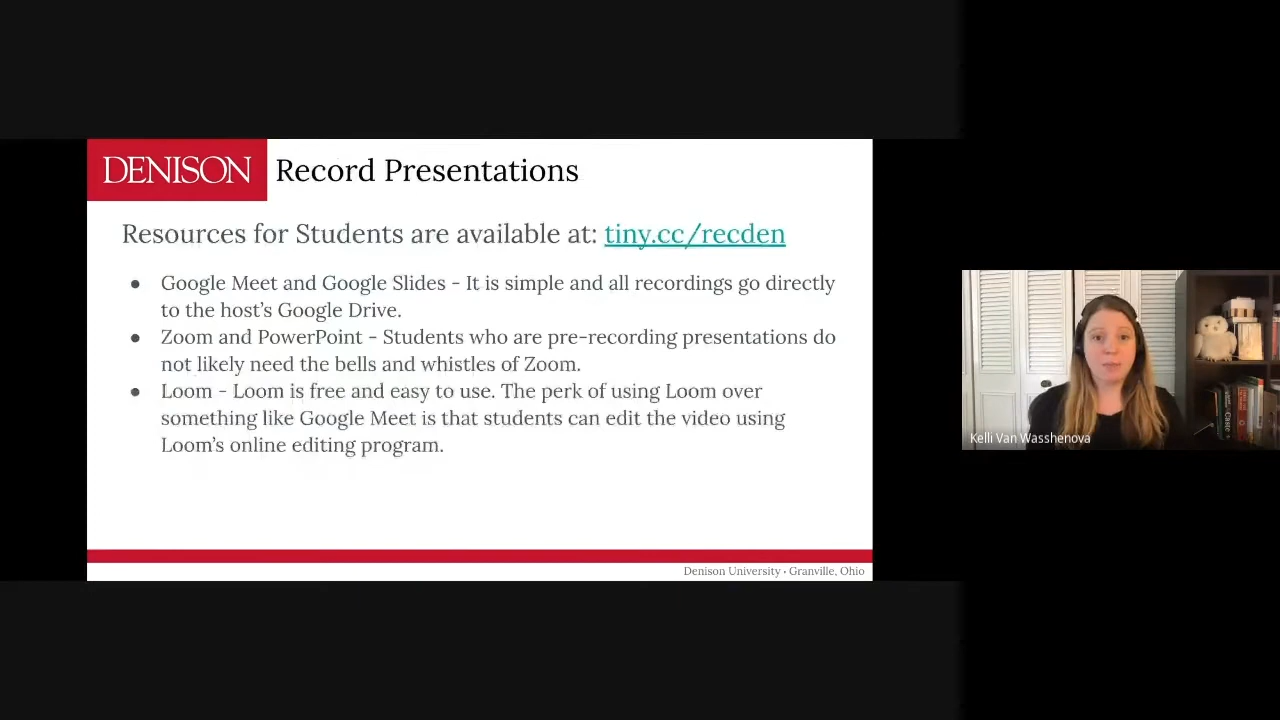 DENISON Record Presentations
Resources for Students are available at: tiny.cc/recden
● Google Meet and Google Slides - It is simple and all recordings go directly
to the host's Google Drive.
● Zoom and PowerPoint - Students who are pre-recording presentations do
not likely need the bells and whistles of Zoom.
● Loom - Loom is free and easy to use. The perk of using Loom over
something like Google Meet is that students can edit the video using
Loom's online editing program.
Denison University · Granville, Ohio
Kelli Van Wasshenova
Caste